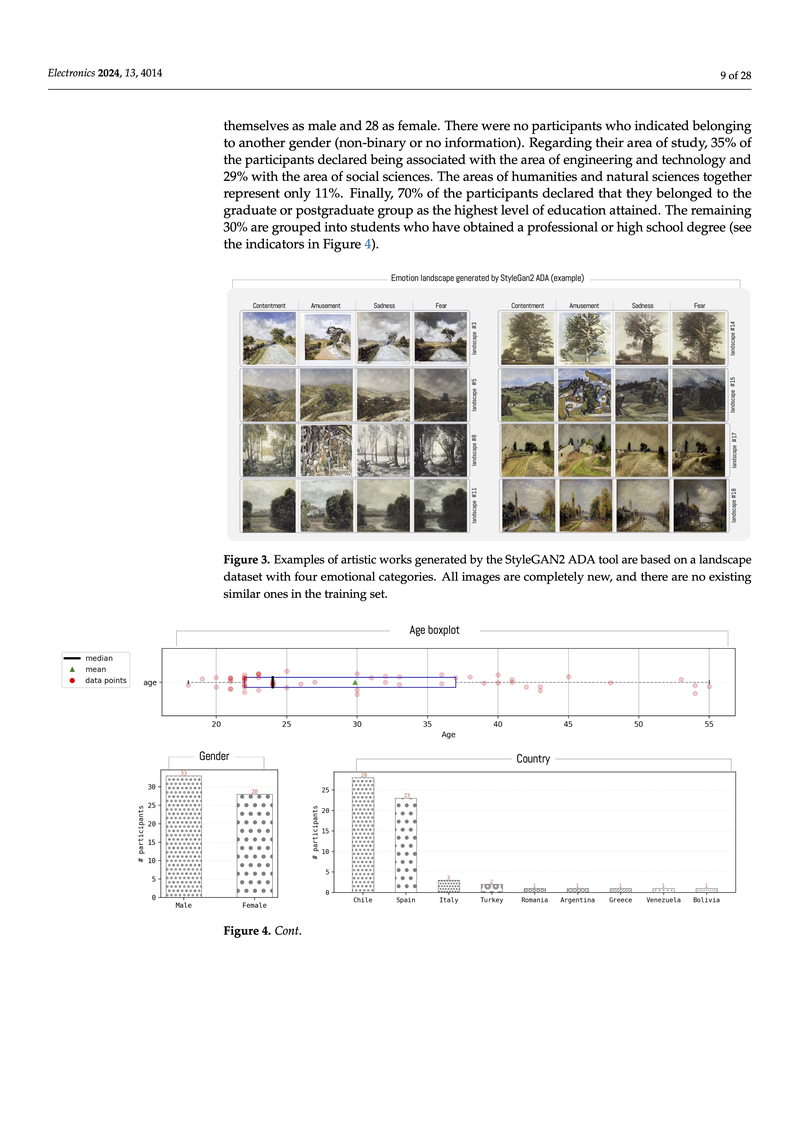 Electronics 2024, 13, 4014
9 of 28
themselves as male and 28 as female. There were no participants who indicated belonging
to another gender (non-binary or no information). Regarding their area of study, 35% of
the participants declared being associated with the area of engineering and technology and
29% with the area of social sciences. The areas of humanities and natural sciences together
represent only 11%. Finally, 70% of the participants declared that they belonged to the
graduate or postgraduate group as the highest level of education attained. The remaining
30% are grouped into students who have obtained a professional or high school degree (see
the indicators in Figure 4).
Emotion landscape generated by StyleGan2 ADA (example)
Contentment Amusement Sadness Fear
landscape #3
landscape #5
landscape #8
landscape #11
Contentment Amusement Sadness Fear
landscape #14
landscape #15
landscape #17
landscape #18
Figure 3. Examples of artistic works generated by the StyleGAN2 ADA tool are based on a landscape
dataset with four emotional categories. All images are completely new, and there are no existing
similar ones in the training set.
Age boxplot
median
mean
data points
age
20 25 30 35 40 45 50 55
Age
Gender
# participants
30
25
20
15
10
5
0
33
28
Male Female
Country
# participants
25
20
15
10
5
0
28
23
3
2
1
1
1
1
1
Chile Spain Italy Turkey Romania Argentina Greece Venezuela Bolivia
Figure 4. Cont.